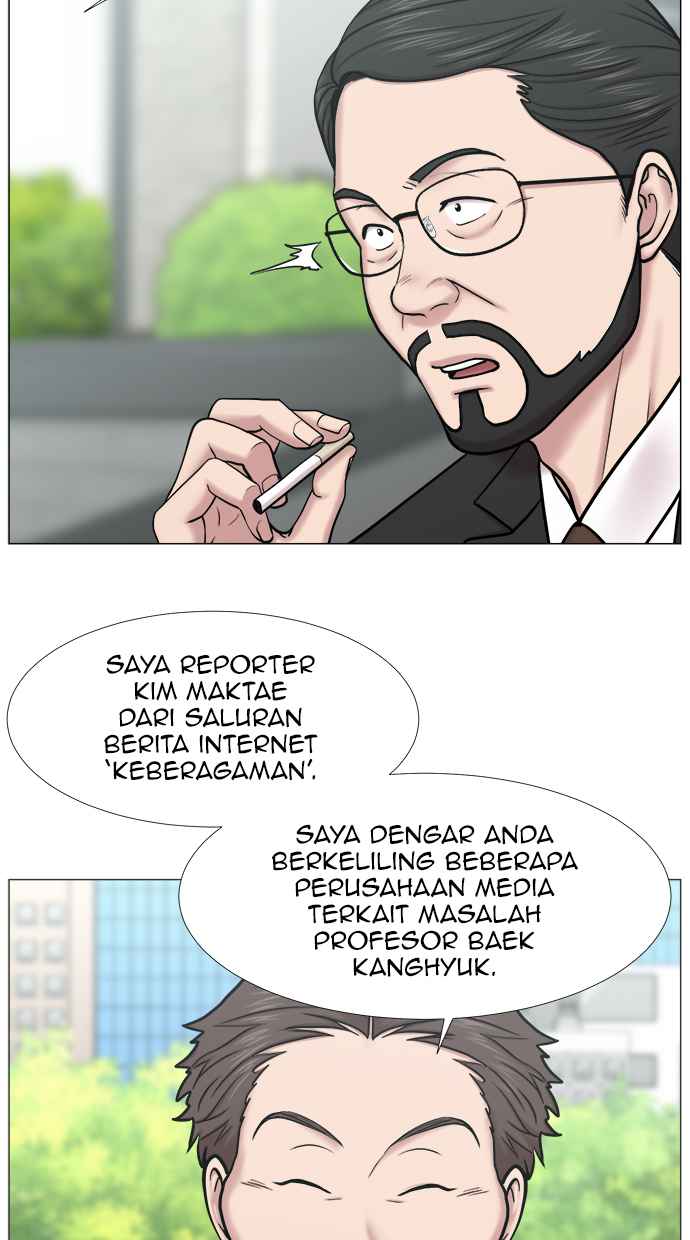 SAYA REPORTER
KIM MAKTAE
DARI SALURAN
BERITA INTERNET
‘KEBERAGAMAN’.
SAYA DENGAR ANDA
BERKELILING BEBERAPA
PERUSAHAAN MEDIA
TERKAIT MASALAH
PROFESOR BAEK
KANGHYUK.